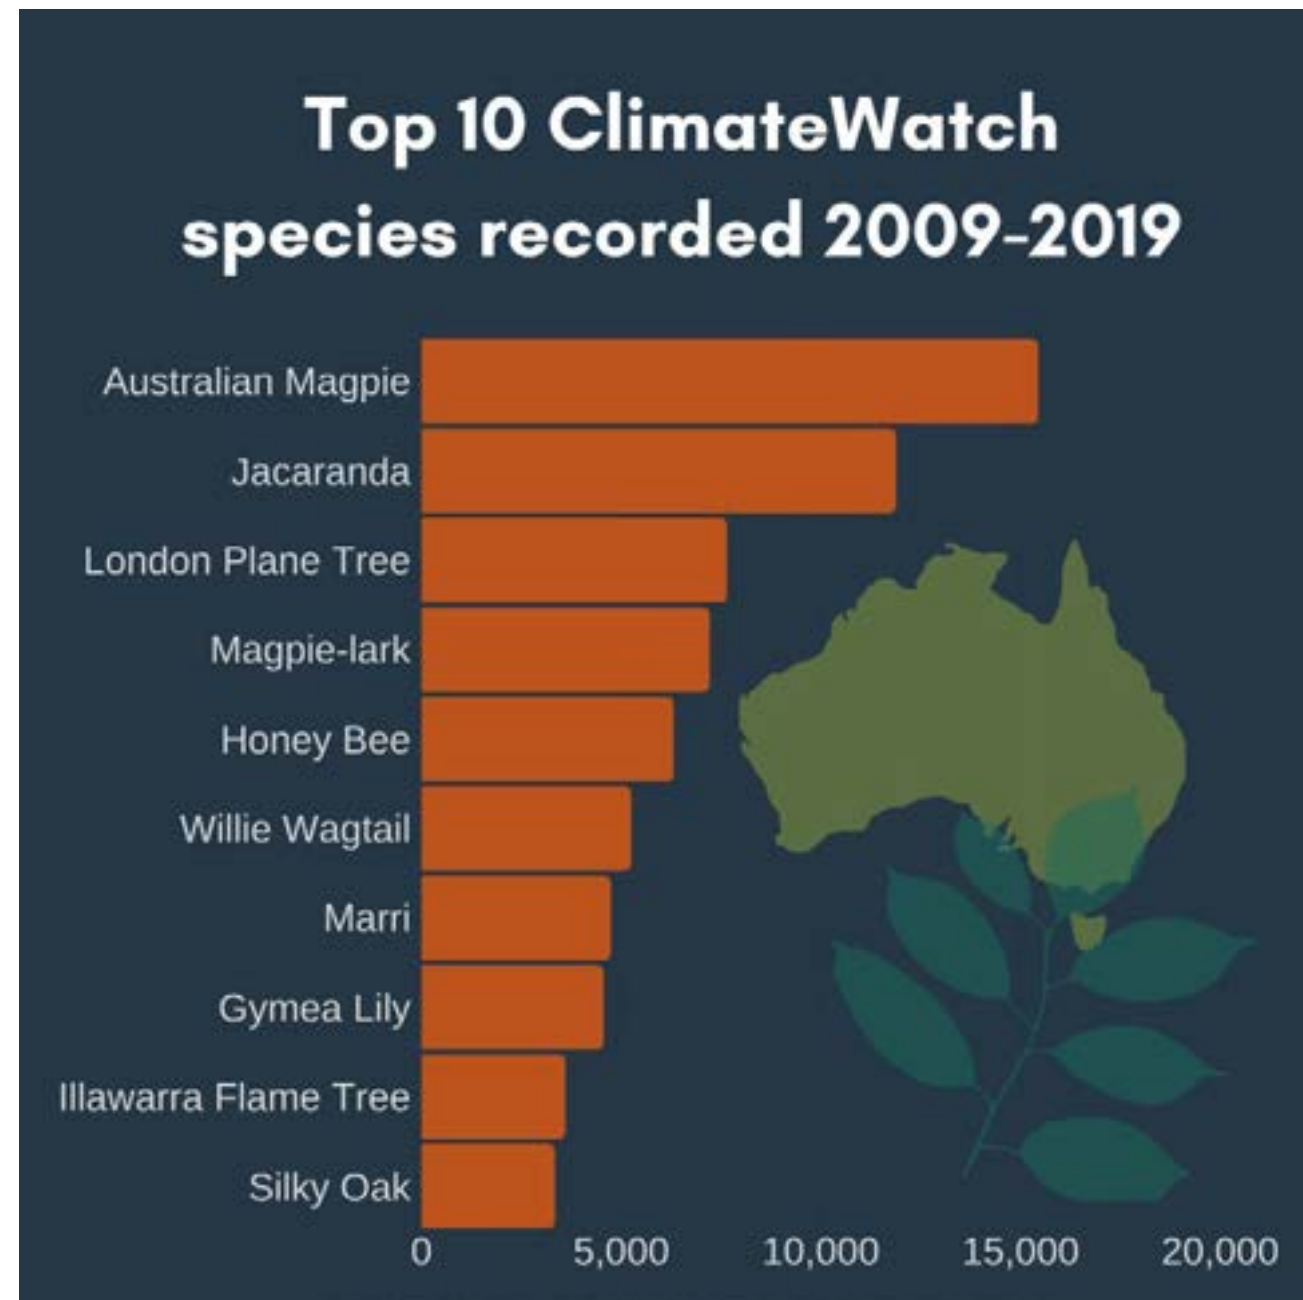 Top 10 ClimateWatch
species recorded 2009-2019
Australian Magpie
Jacaranda
London Plane Tree
Magpie-lark
Honey Bee
Willie Wagtail
Marri
Gymea Lily
Illawarra Flame Tree
Silky Oak
0 5,000 10,000 15,000 20,000